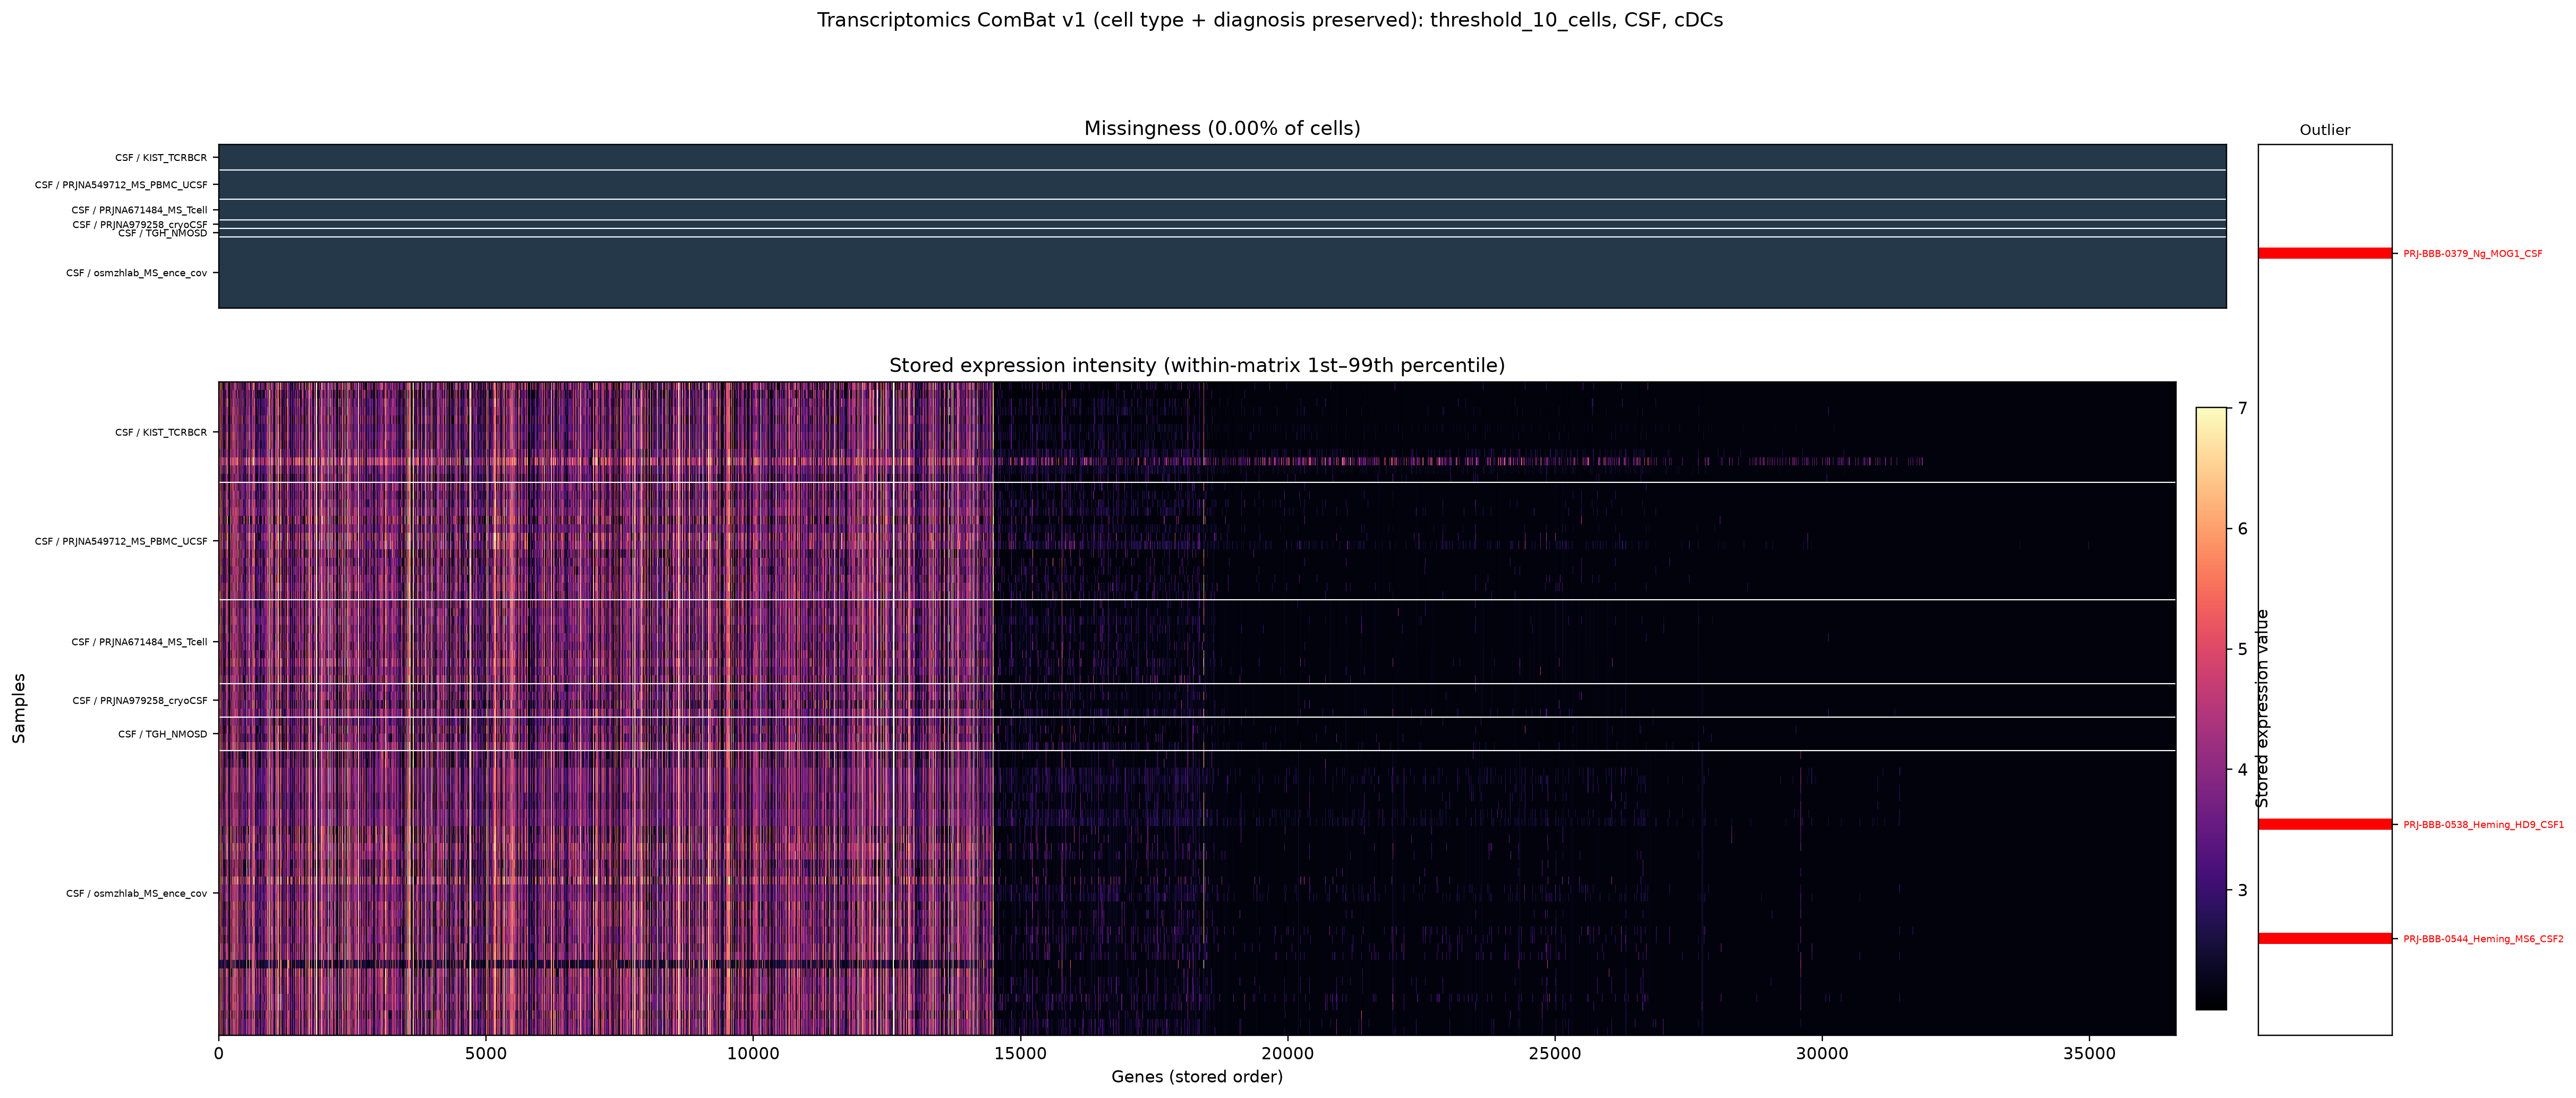 Transcriptomics ComBat v1 (cell type + diagnosis preserved): threshold_10_cells, CSF, cDCs
Missingness (0.00% of cells)
Outlier
CSF / KIST_TCRBCR
CSF / PRJNA549712_MS_PBMC_UCSF
CSF / PRJNA671484_MS_Tcell
CSF / PRJNA979258_cryoCSF
CSF / TGH_NMOSD
CSF / osmzhlab_MS_ence_cov
PRJ-BBB-0379_Ng_MOG1_CSF
PRJ-BBB-0538_Heming_HD9_CSF1
PRJ-BBB-0544_Heming_MS6_CSF2
Stored expression intensity (within-matrix 1st–99th percentile)
Samples
CSF / KIST_TCRBCR
CSF / PRJNA549712_MS_PBMC_UCSF
CSF / PRJNA671484_MS_Tcell
CSF / PRJNA979258_cryoCSF
CSF / TGH_NMOSD
CSF / osmzhlab_MS_ence_cov
7
6
5
4
3
Stored expression value
0 5000 10000 15000 20000 25000 30000 35000
Genes (stored order)